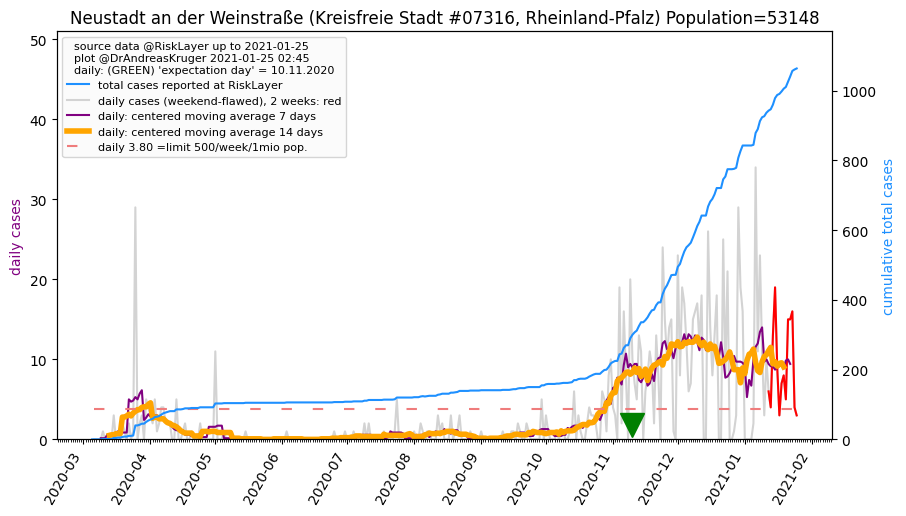 Neustadt an der Weinstraße (Kreisfreie Stadt #07316, Rheinland-Pfalz) Population=53148
source data @RiskLayer up to 2021-01-25
plot @DrAndreasKruger 2021-01-25 02:45
daily: (GREEN) 'expectation day' = 10.11.2020
total cases reported at RiskLayer
daily cases (weekend-flawed), 2 weeks: red
daily: centered moving average 7 days
daily: centered moving average 14 days
daily 3.80 =limit 500/week/1mio pop.
daily cases
50
40
30
20
10
0
cumulative total cases
1000
800
600
400
200
0
2020-03
2020-04
2020-05
2020-06
2020-07
2020-08
2020-09
2020-10
2020-11
2020-12
2021-01
2021-02